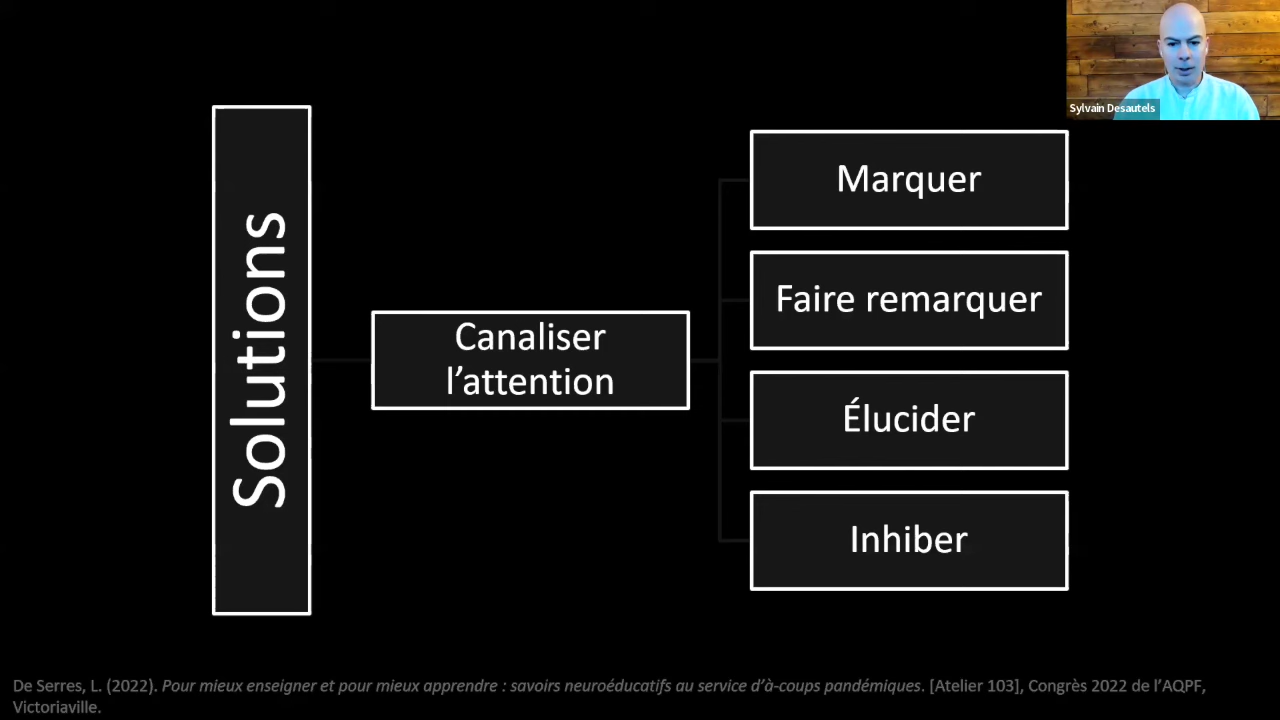 Sylvain Desautels
Solutions
Canaliser
l’attention
Marquer
Faire remarquer
Élucider
Inhiber
De Serres, L. (2022). Pour mieux enseigner et pour mieux apprendre : savoirs neuroéducatifs au service d’à-coups pandémiques. [Atelier 103], Congrès 2022 de l’AQPF,
Victoriaville.